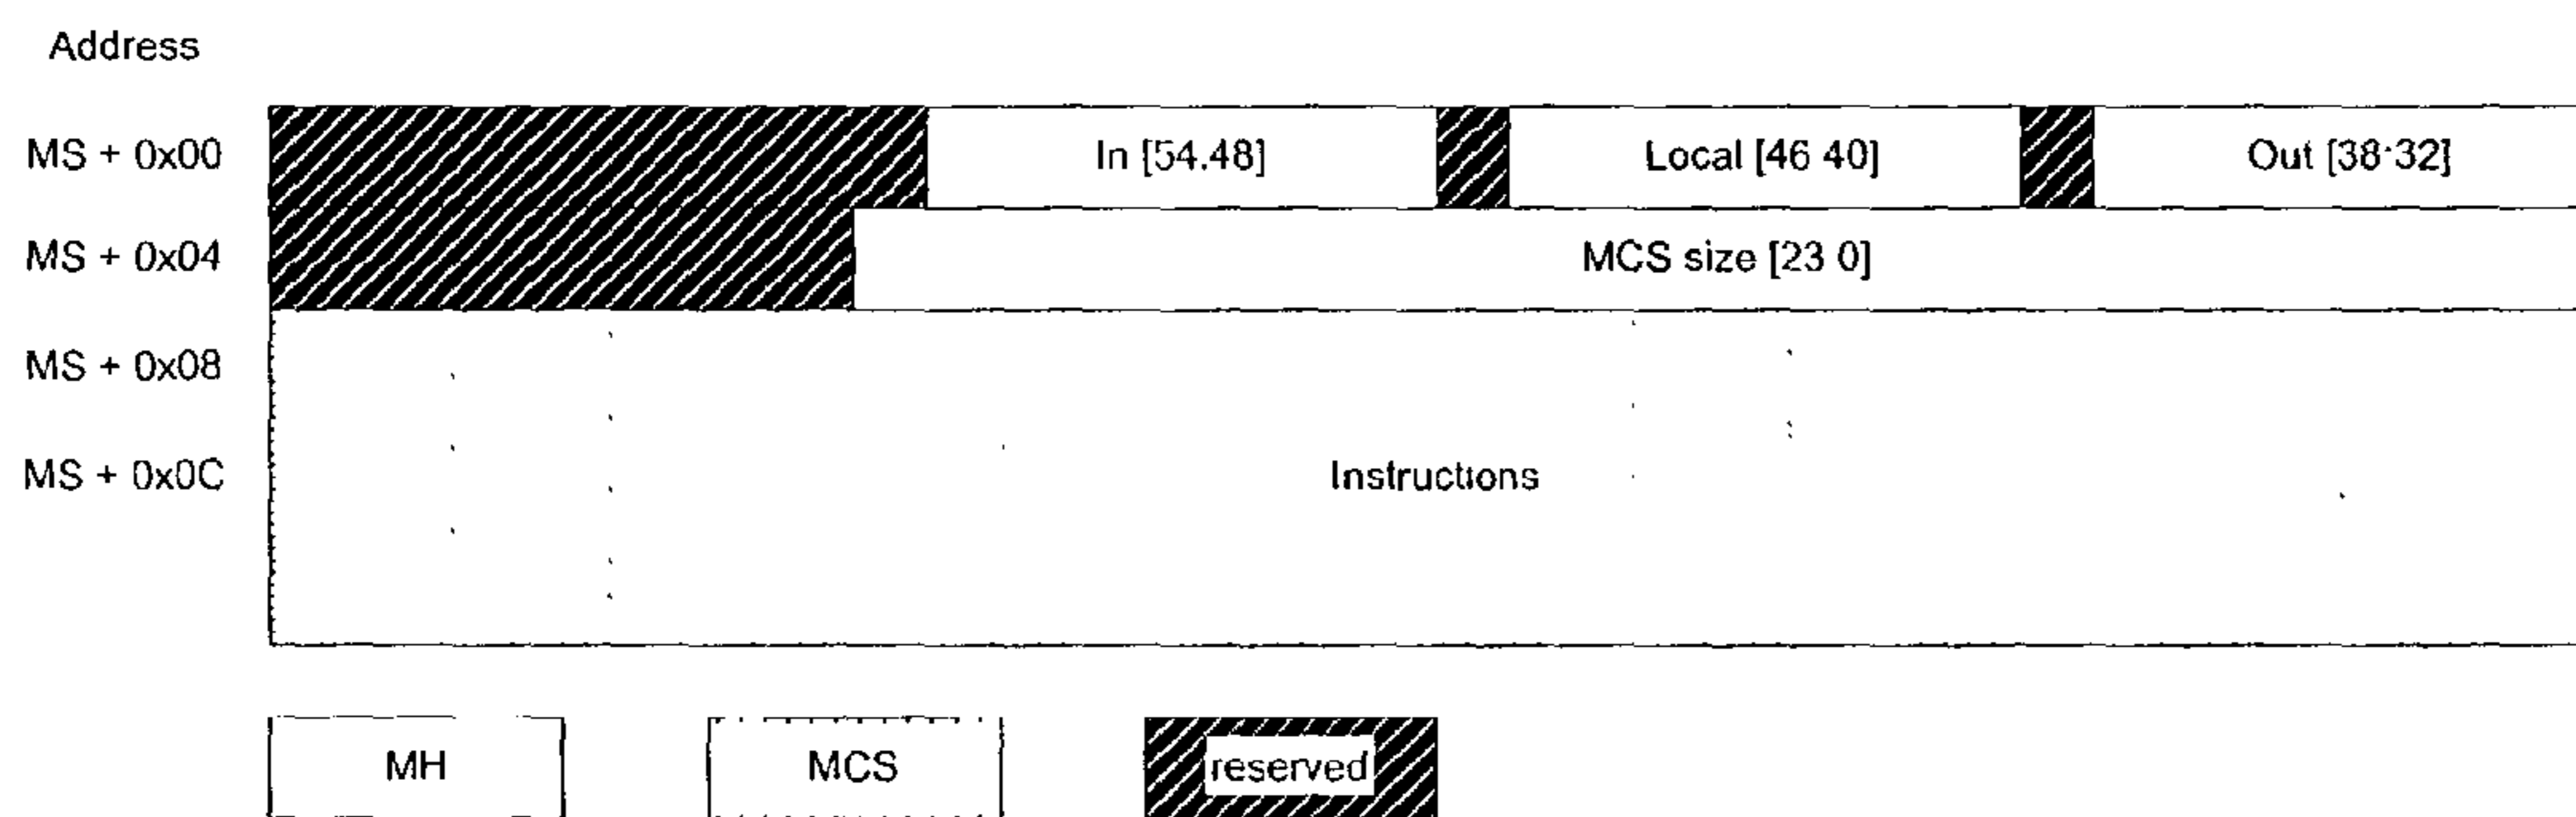 Address
MS + 0x00 In [54.48] Local [46 40] Out [38·32]
MS + 0x04 MCS size [23 0]
MS + 0x08
MS + 0x0C Instructions
MH MCS reserved